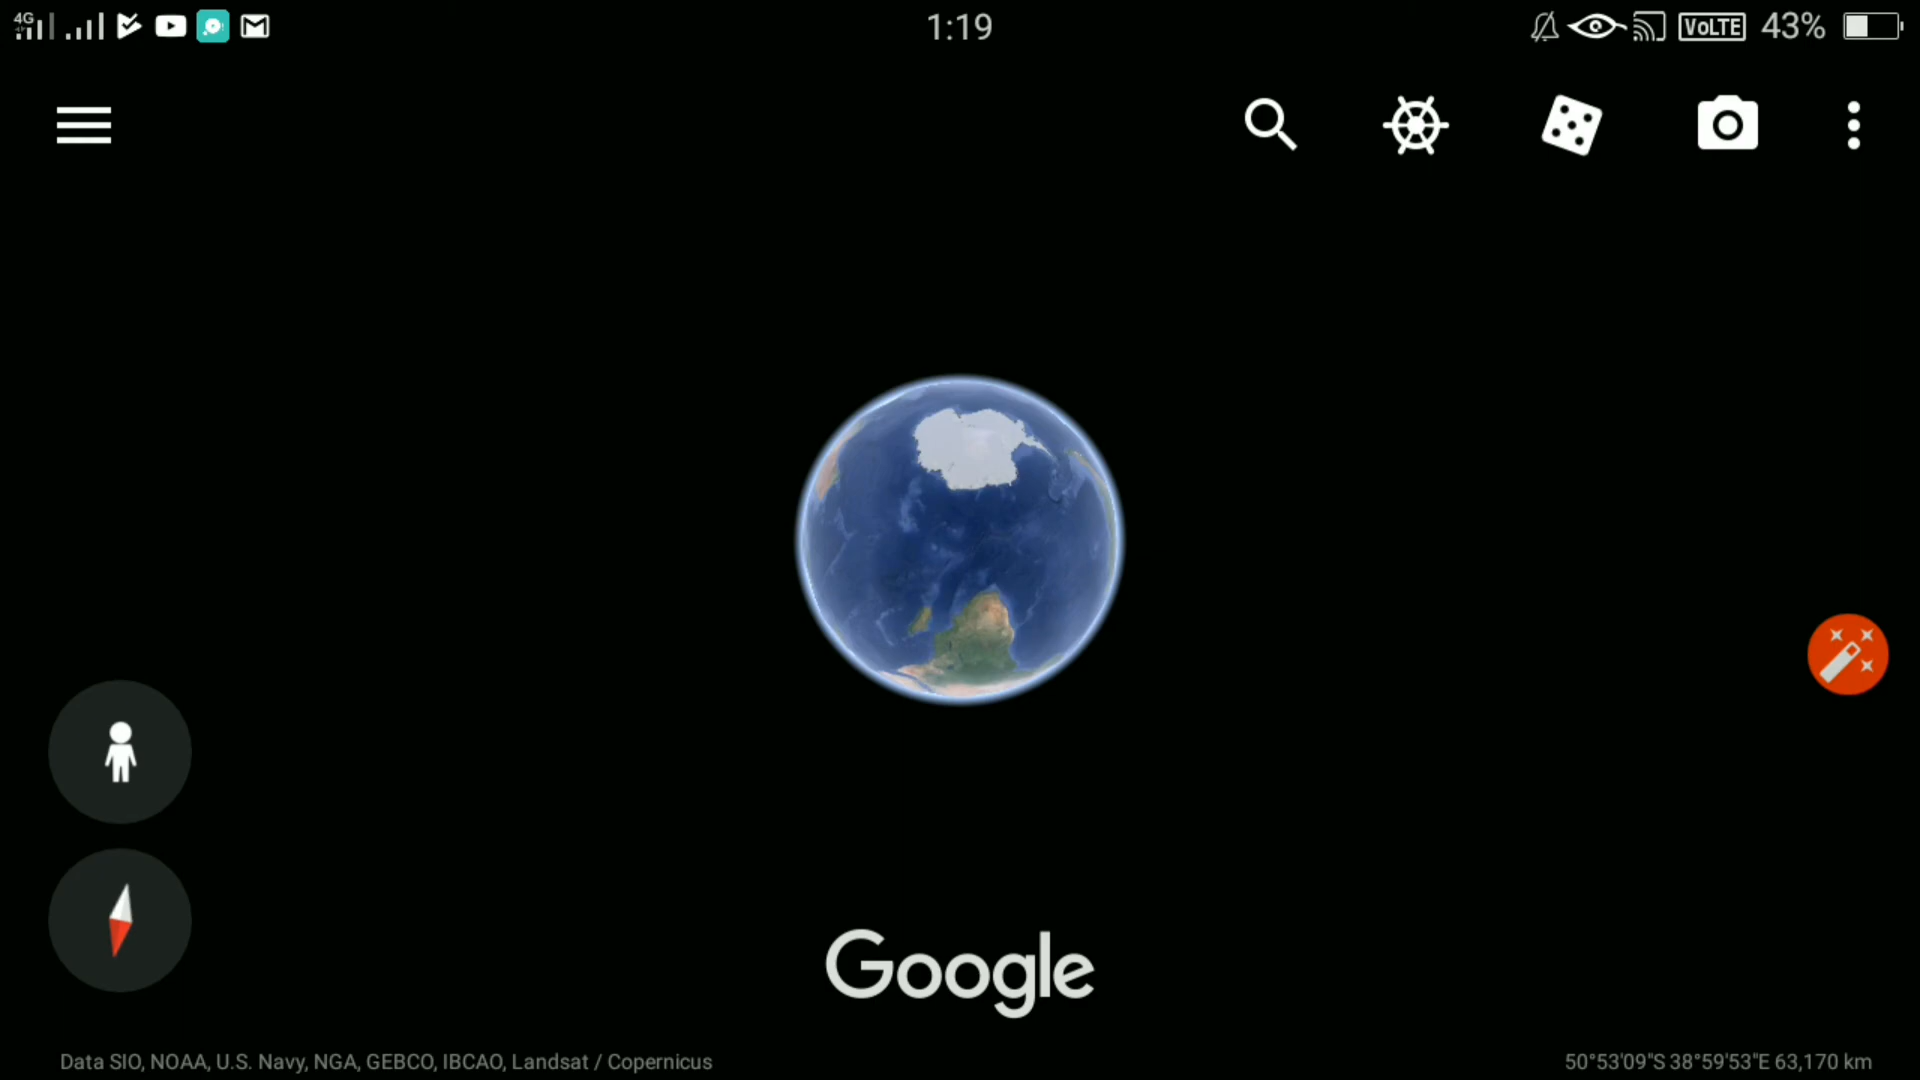 4G
1:19
VoLTE 43%
Google
Data SIO, NOAA, U.S. Navy, NGA, GEBCO, IBCAO, Landsat / Copernicus
50°53'09"S 38°59'53"E 63,170 km